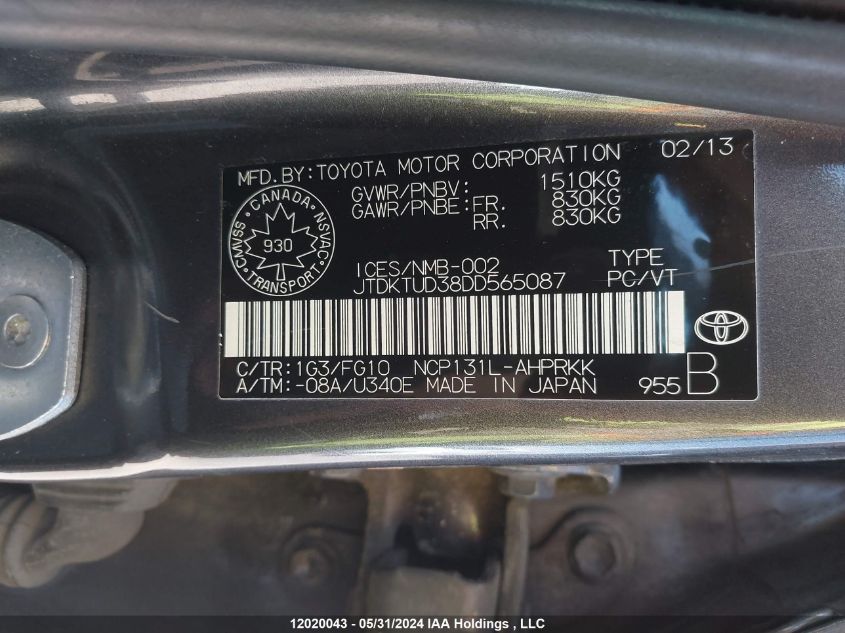 MFD.BY:TOYOTA MOTOR CORPORATION 02/13
GVWR/PNBV: 1510KG
GAWR/PNBE: FR. 830KG
RR. 830KG
CANADA
CMVSS NSVAC
930
TRANSPORT
ICES/NMB-002 TYPE
JTDKTUD38DD565087 PC/VT
C/TR:1G3/FG10 NCP131L-AHPRKK
A/TM:-08A/U340E MADE IN JAPAN 955 B
12020043 - 05/31/2024 IAA Holdings , LLC